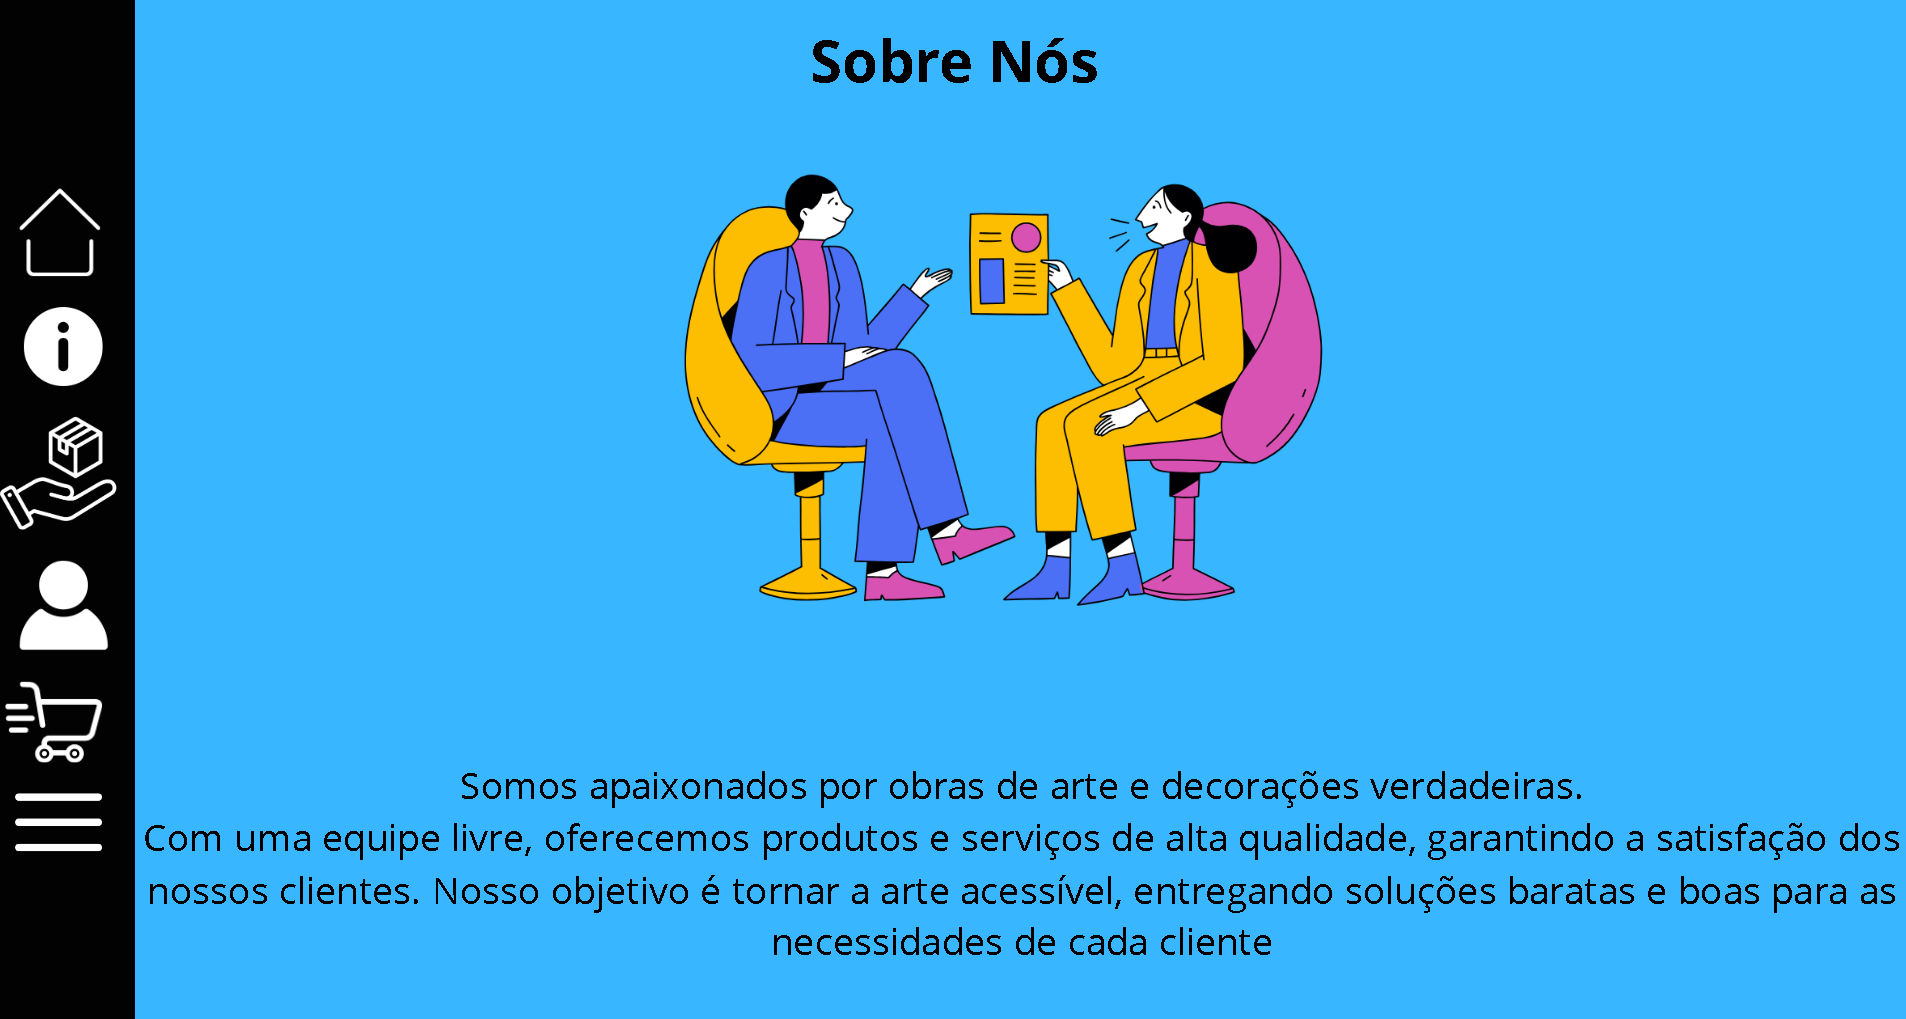 Sobre Nós
Somos apaixonados por obras de arte e decorações verdadeiras.
Com uma equipe livre, oferecemos produtos e serviços de alta qualidade, garantindo a satisfação dos
nossos clientes. Nosso objetivo é tornar a arte acessível, entregando soluções baratas e boas para as
necessidades de cada cliente